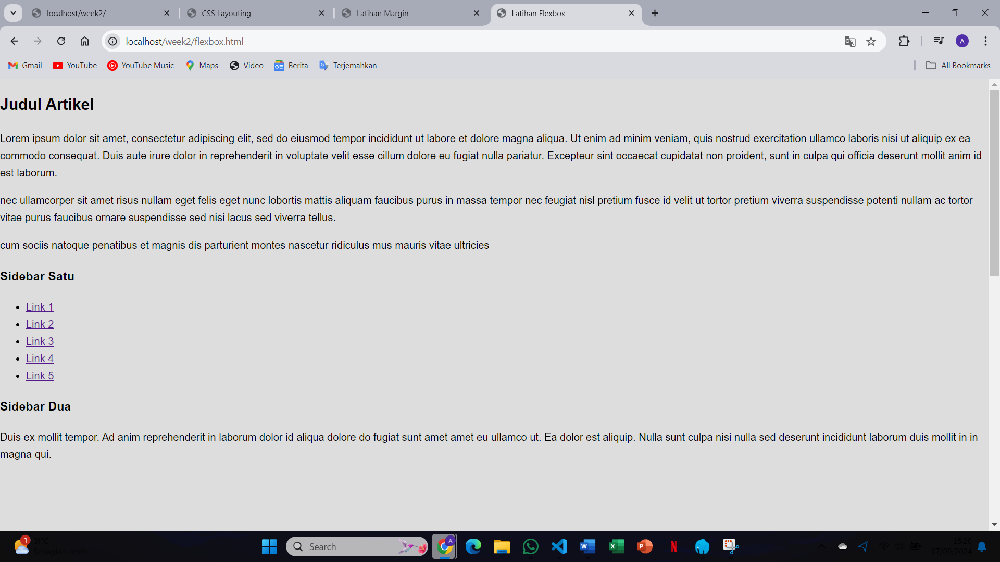 localhost/week2/
CSS Layouting
Latihan Margin
Latihan Flexbox
localhost/week2/flexbox.html
A
Gmail
YouTube
YouTube Music
Maps
Video
Berita
Terjemahkan
All Bookmarks
Judul Artikel
Lorem ipsum dolor sit amet, consectetur adipiscing elit, sed do eiusmod tempor incididunt ut labore et dolore magna aliqua. Ut enim ad minim veniam, quis nostrud exercitation ullamco laboris nisi ut aliquip ex ea
commodo consequat. Duis aute irure dolor in reprehenderit in voluptate velit esse cillum dolore eu fugiat nulla pariatur. Excepteur sint occaecat cupidatat non proident, sunt in culpa qui officia deserunt mollit anim id
est laborum.
nec ullamcorper sit amet risus nullam eget felis eget nunc lobortis mattis aliquam faucibus purus in massa tempor nec feugiat nisl pretium fusce id velit ut tortor pretium viverra suspendisse potenti nullam ac tortor
vitae purus faucibus ornare suspendisse sed nisi lacus sed viverra tellus.
cum sociis natoque penatibus et magnis dis parturient montes nascetur ridiculus mus mauris vitae ultricies
Sidebar Satu
• Link 1
• Link 2
• Link 3
• Link 4
• Link 5
Sidebar Dua
Duis ex mollit tempor. Ad anim reprehenderit in laborum dolor id aliqua dolore do fugiat sunt amet amet eu ullamco ut. Ea dolor est aliquip. Nulla sunt culpa nisi nulla sed deserunt incididunt laborum duis mollit in in
magna qui.
1
31°C
Sebagian cerah
Search
A
15:20
07/09/2024